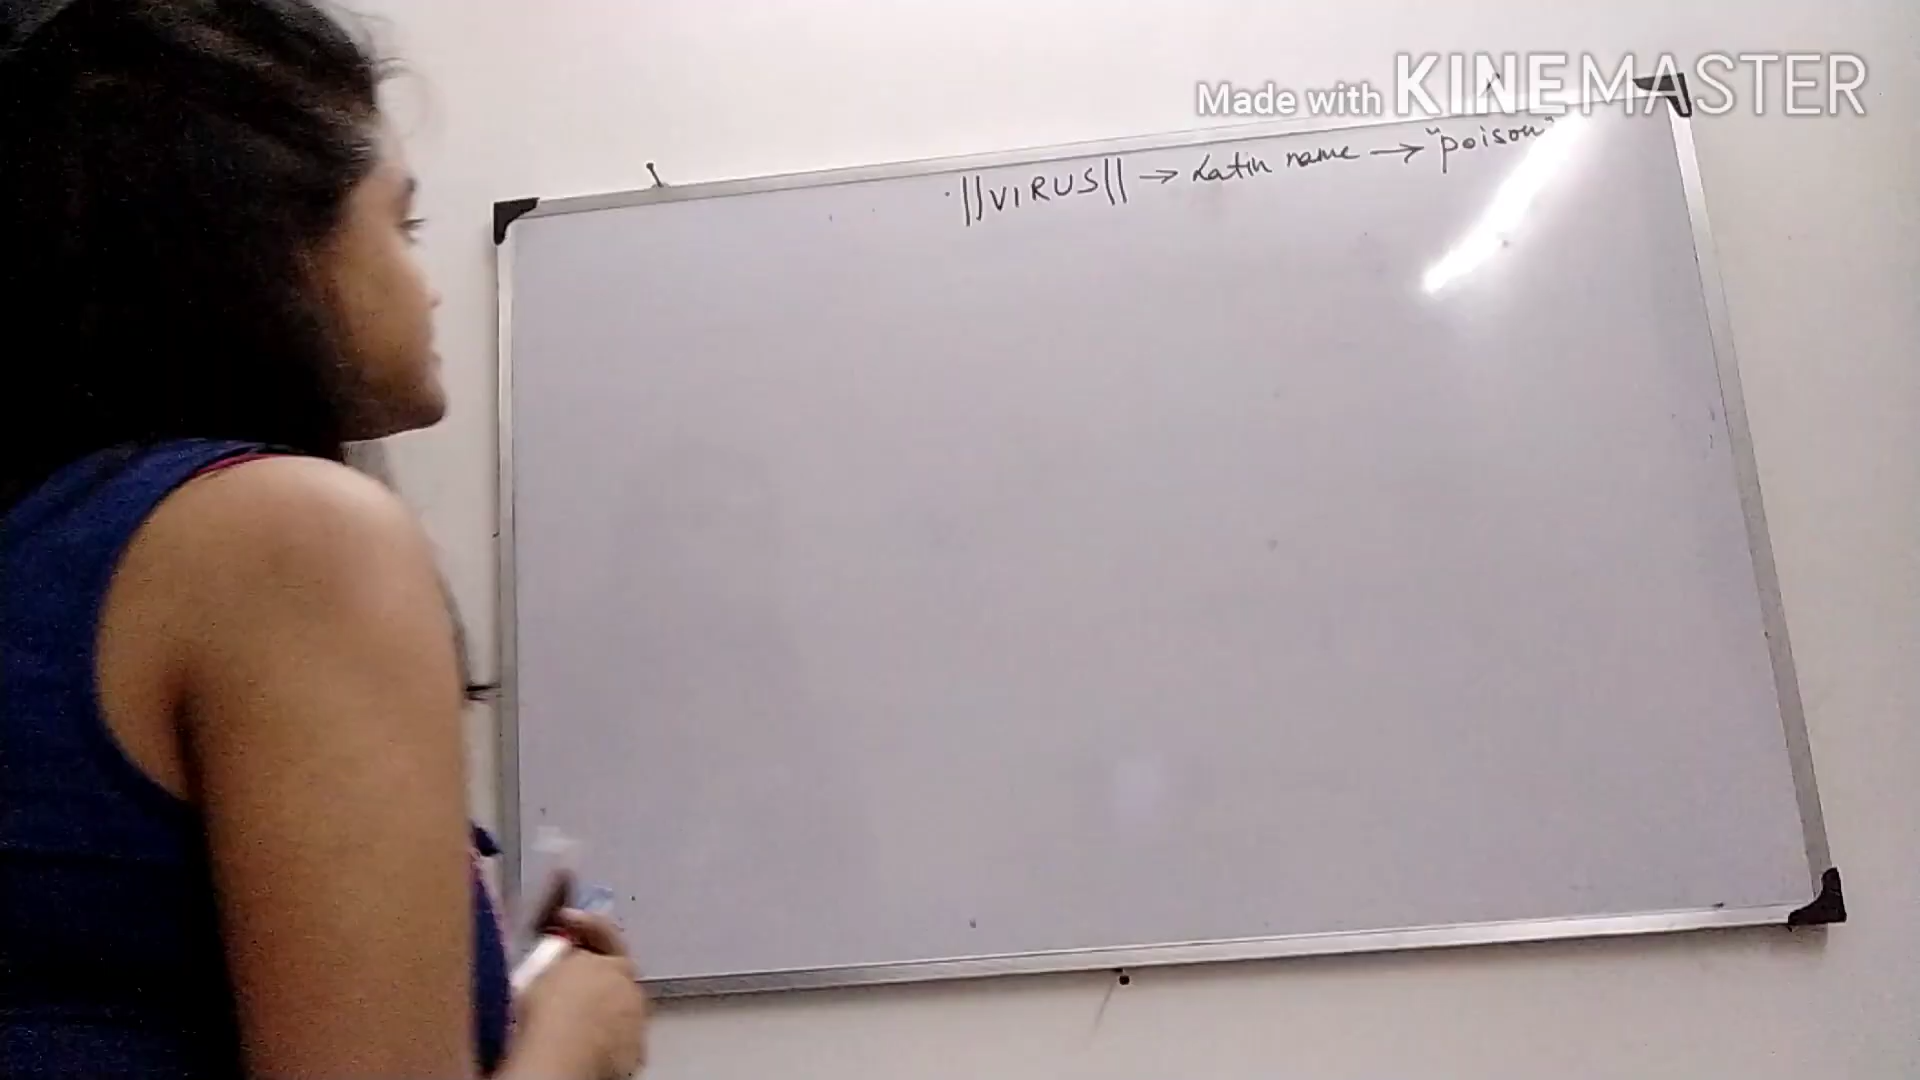 Made with KINEMASTER
||VIRUS|| → Latin name → "poison"